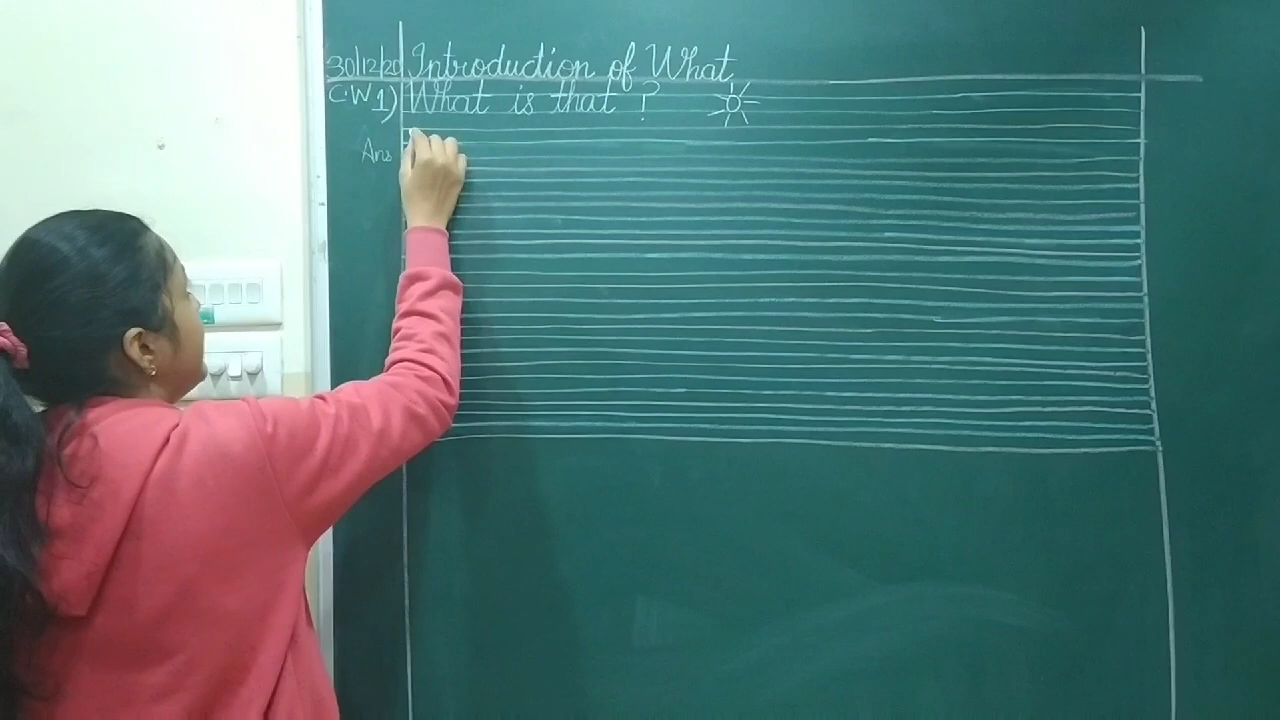 30/12/20 Introduction of What
C.W 1) What is that ?
Ans